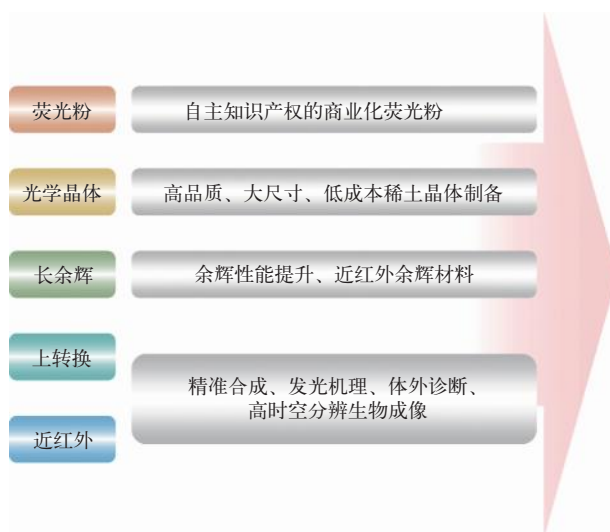 荧光粉
自主知识产权的商业化荧光粉
光学晶体
高品质、大尺寸、低成本稀土晶体制备
长余辉
余辉性能提升、近红外余辉材料
上转换
近红外
精准合成、发光机理、体外诊断、
高时空分辨生物成像